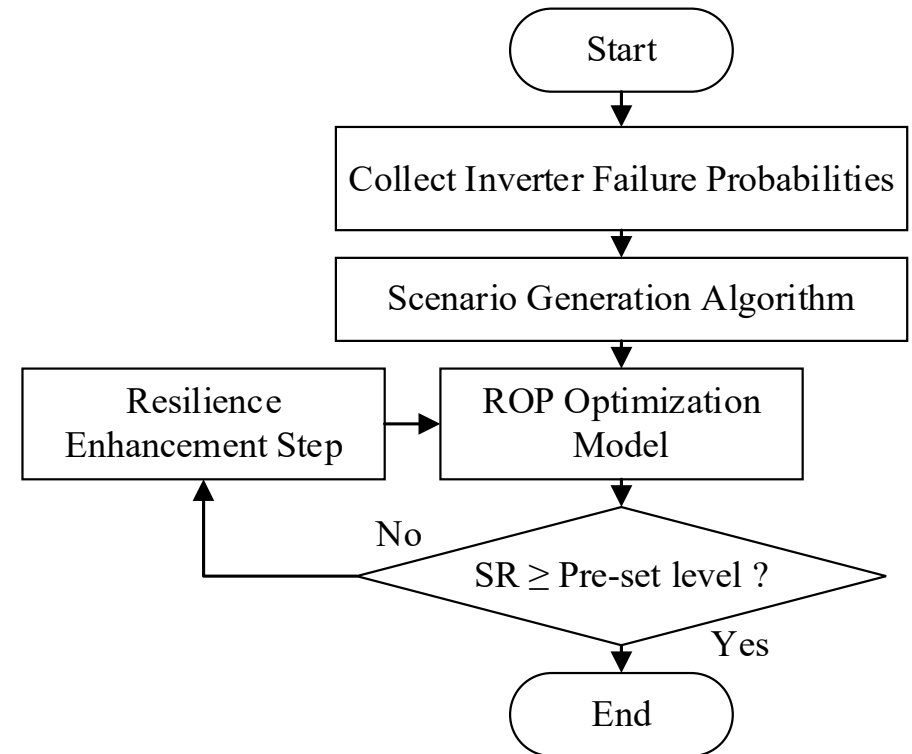 Start
Collect Inverter Failure Probabilities
Scenario Generation Algorithm
Resilience
Enhancement Step
ROP Optimization
Model
No
SR ≥ Pre-set level ?
Yes
End